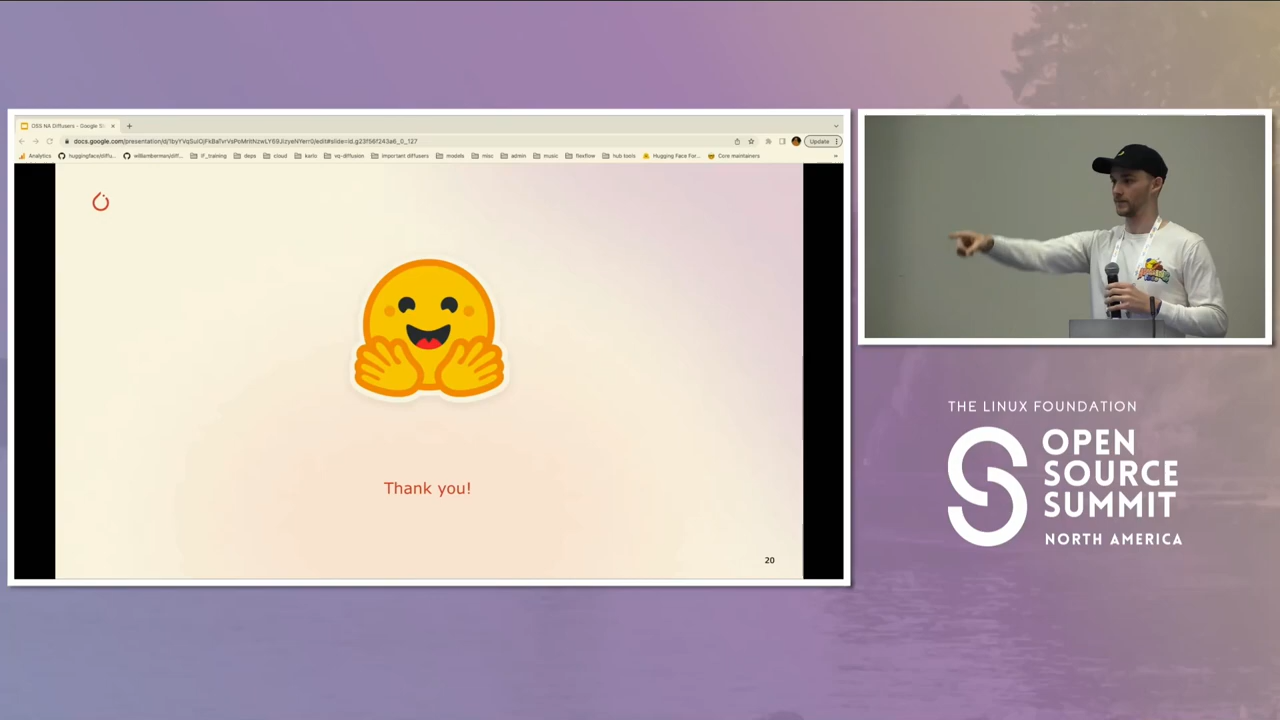 OSS NA Diffusers - Google Sl
Update
Analytics
huggingface/diffu...
williamberman/diff...
if_training
deps
cloud
karlo
vq-diffusion
important diffusers
models
misc
admin
music
flexflow
hub tools
Hugging Face For...
Core maintainers
Thank you!
20
THE LINUX FOUNDATION
OPEN
SOURCE
SUMMIT
NORTH AMERICA